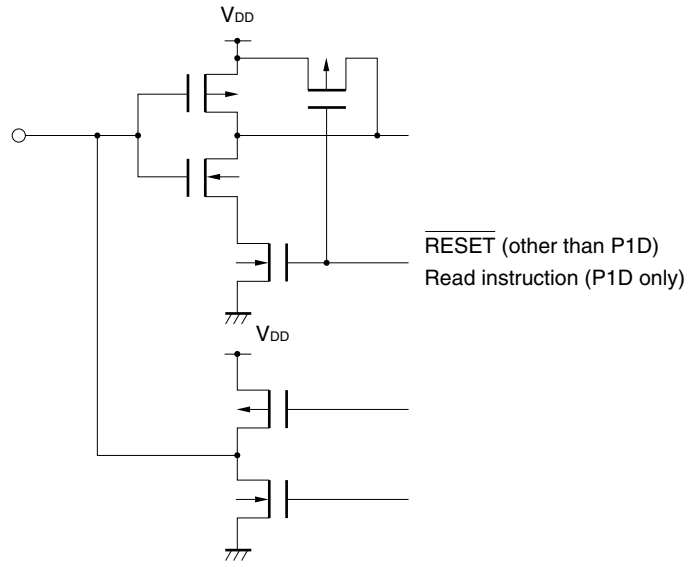 VDD
RESET (other than P1D)
Read instruction (P1D only)
VDD